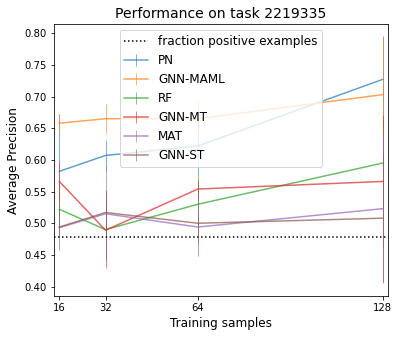 Performance on task 2219335
fraction positive examples
PN
GNN-MAML
RF
GNN-MT
MAT
GNN-ST
Average Precision
0.80
0.75
0.70
0.65
0.60
0.55
0.50
0.45
0.40
16 32 64 128
Training samples